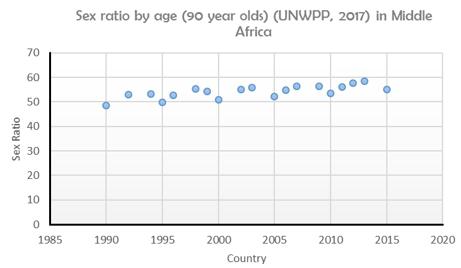 Sex ratio by age (90 year olds) (UNWPP, 2017) in Middle
Africa
70
60
50
40
30
20
10
0
Sex Ratio
1985 1990 1995 2000 2005 2010 2015 2020
Country